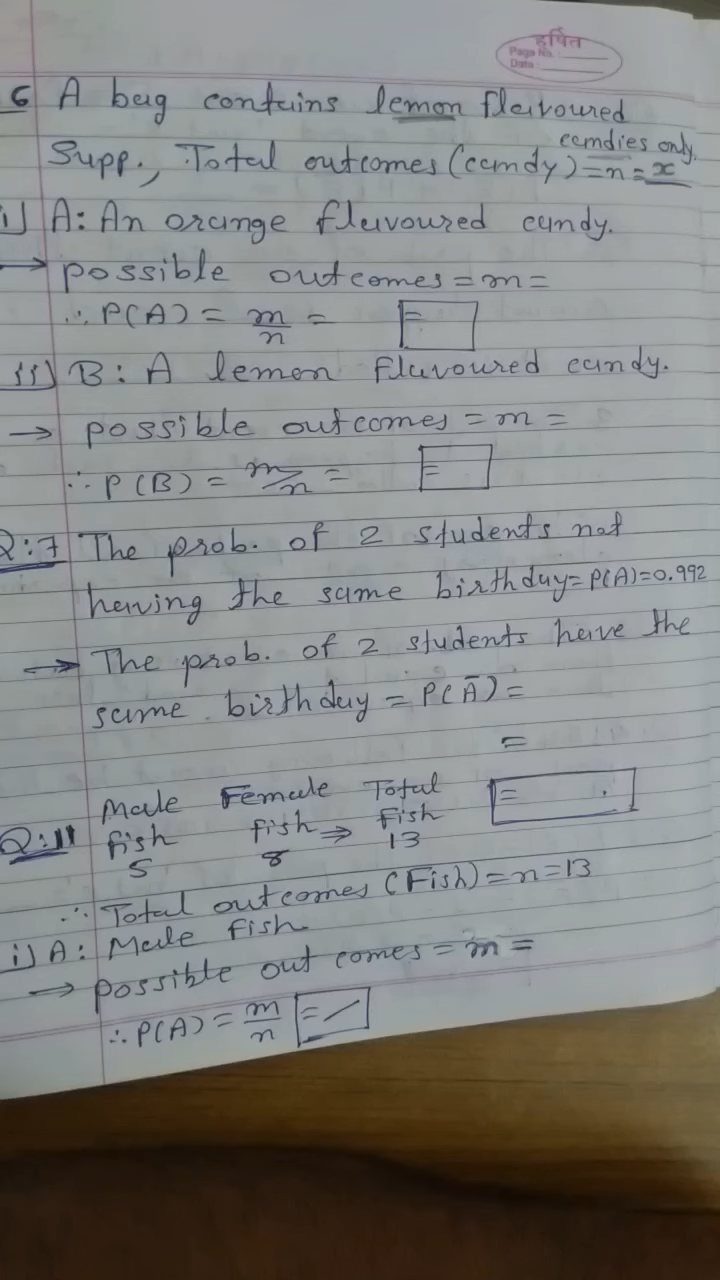 हर्षित
Page No.
Date
6 A bag contains lemon flavoured
candies only.
Supp., Total outcomes (candy) = n = x
i) A: An orange flavoured candy.
→ possible outcomes = m =
∴ P(A) = m/n = =
ii) B: A lemon flavoured candy.
→ possible outcomes = m =
∴ P(B) = m/n = =
Q:7 The prob. of 2 students not
having the same birthday = P(A) = 0.992
→ The prob. of 2 students have the
same birthday = P(Ā) =
=
=
Male Female Total
Q:11 fish fish ⇒ fish
5 8 13
∴ Total outcomes (Fish) = n = 13
i) A: Male fish
→ possible out comes = m =
∴ P(A) = m/n =